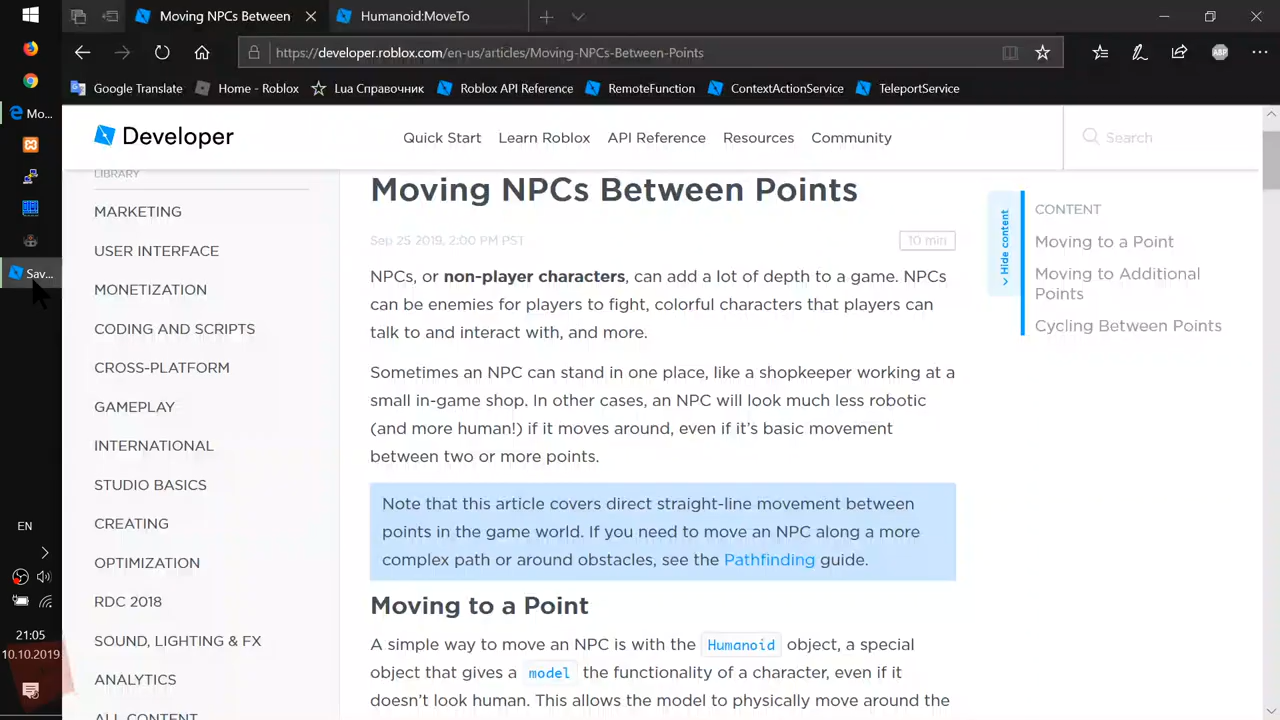 Moving NPCs Between
Humanoid:MoveTo
https://developer.roblox.com/en-us/articles/Moving-NPCs-Between-Points
ABP
Google Translate
Home - Roblox
Lua Справочник
Roblox API Reference
RemoteFunction
ContextActionService
TeleportService
Mo...
Sav...
EN
21:05
10.10.2019
Developer
Quick Start
Learn Roblox
API Reference
Resources
Community
Search
LIBRARY
MARKETING
USER INTERFACE
MONETIZATION
CODING AND SCRIPTS
CROSS-PLATFORM
GAMEPLAY
INTERNATIONAL
STUDIO BASICS
CREATING
OPTIMIZATION
RDC 2018
SOUND, LIGHTING & FX
ANALYTICS
ALL CONTENT
Moving NPCs Between Points
Sep 25 2019, 2:00 PM PST
10 min
NPCs, or non-player characters, can add a lot of depth to a game. NPCs
can be enemies for players to fight, colorful characters that players can
talk to and interact with, and more.
Sometimes an NPC can stand in one place, like a shopkeeper working at a
small in-game shop. In other cases, an NPC will look much less robotic
(and more human!) if it moves around, even if it's basic movement
between two or more points.
Note that this article covers direct straight-line movement between
points in the game world. If you need to move an NPC along a more
complex path or around obstacles, see the Pathfinding guide.
Moving to a Point
A simple way to move an NPC is with the Humanoid object, a special
object that gives a model the functionality of a character, even if it
doesn't look human. This allows the model to physically move around the
Hide content
CONTENT
Moving to a Point
Moving to Additional
Points
Cycling Between Points